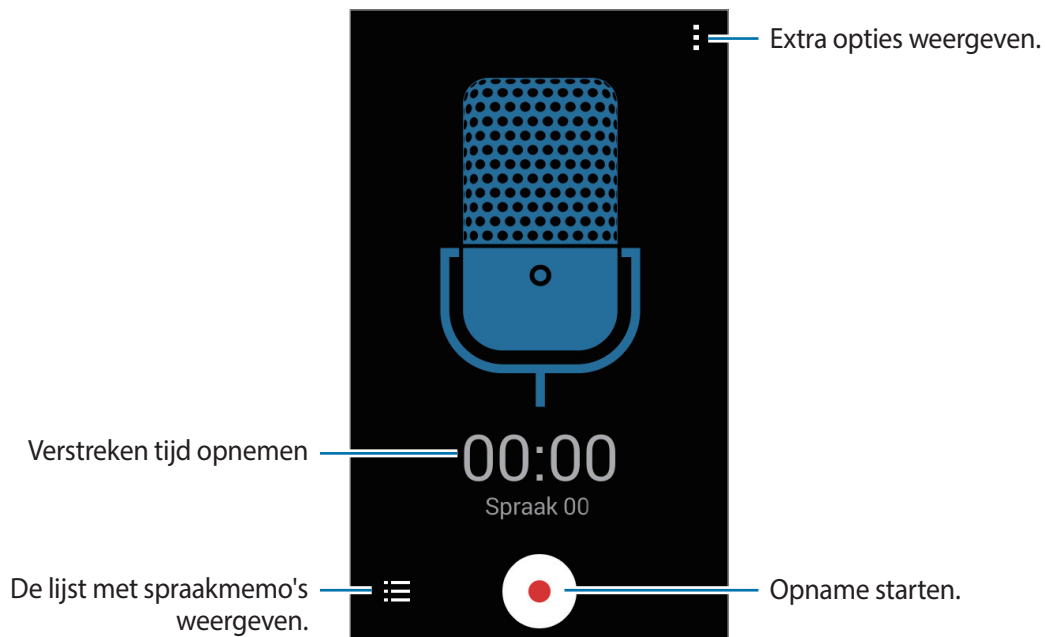 Extra opties weergeven.
Verstreken tijd opnemen
00:00
Spraak 00
De lijst met spraakmemo's
weergeven.
Opname starten.